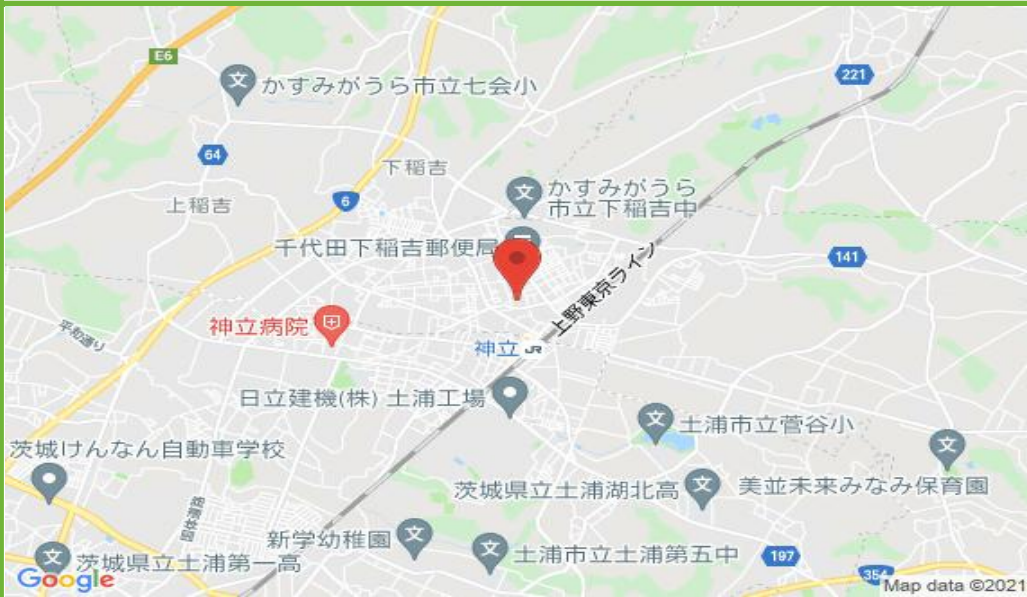 E6
かすみがうら市立七会小
221
64
下稲吉
かすみがうら
市立下稲吉中
上稲吉
6
千代田下稲吉郵便局
141
上野東京ライン
神立病院
平和通り
神立 JR
日立建機(株) 土浦工場
土浦市立菅谷小
茨城けんなん自動車学校
茨城県立土浦湖北高
美並未来みなみ保育園
国体道路
新学幼稚園
土浦市立土浦第五中
197
茨城県立土浦第一高
354
Google
Map data ©2021